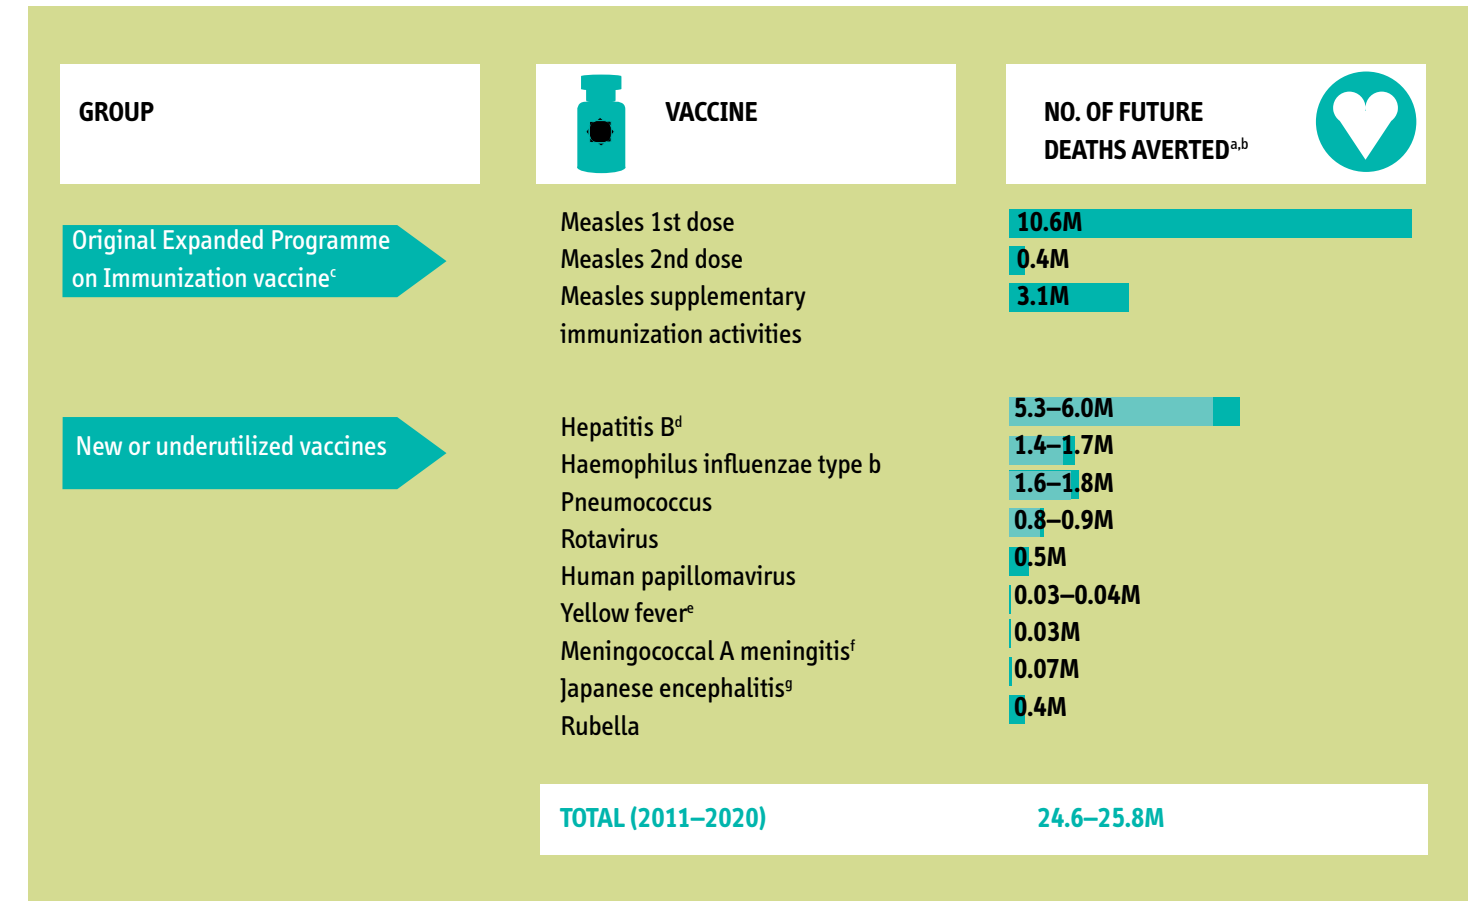 GROUP
VACCINE
NO. OF FUTURE
DEATHS AVERTEDa,b
Original Expanded Programme
on Immunization vaccinec
Measles 1st dose
10.6M
Measles 2nd dose
0.4M
Measles supplementary
immunization activities
3.1M
New or underutilized vaccines
Hepatitis Bd
5.3–6.0M
Haemophilus influenzae type b
1.4–1.7M
Pneumococcus
1.6–1.8M
Rotavirus
0.8–0.9M
Human papillomavirus
0.5M
Yellow fevere
0.03–0.04M
Meningococcal A meningitisf
0.03M
Japanese encephalitisg
0.07M
Rubella
0.4M
TOTAL (2011–2020)
24.6–25.8M